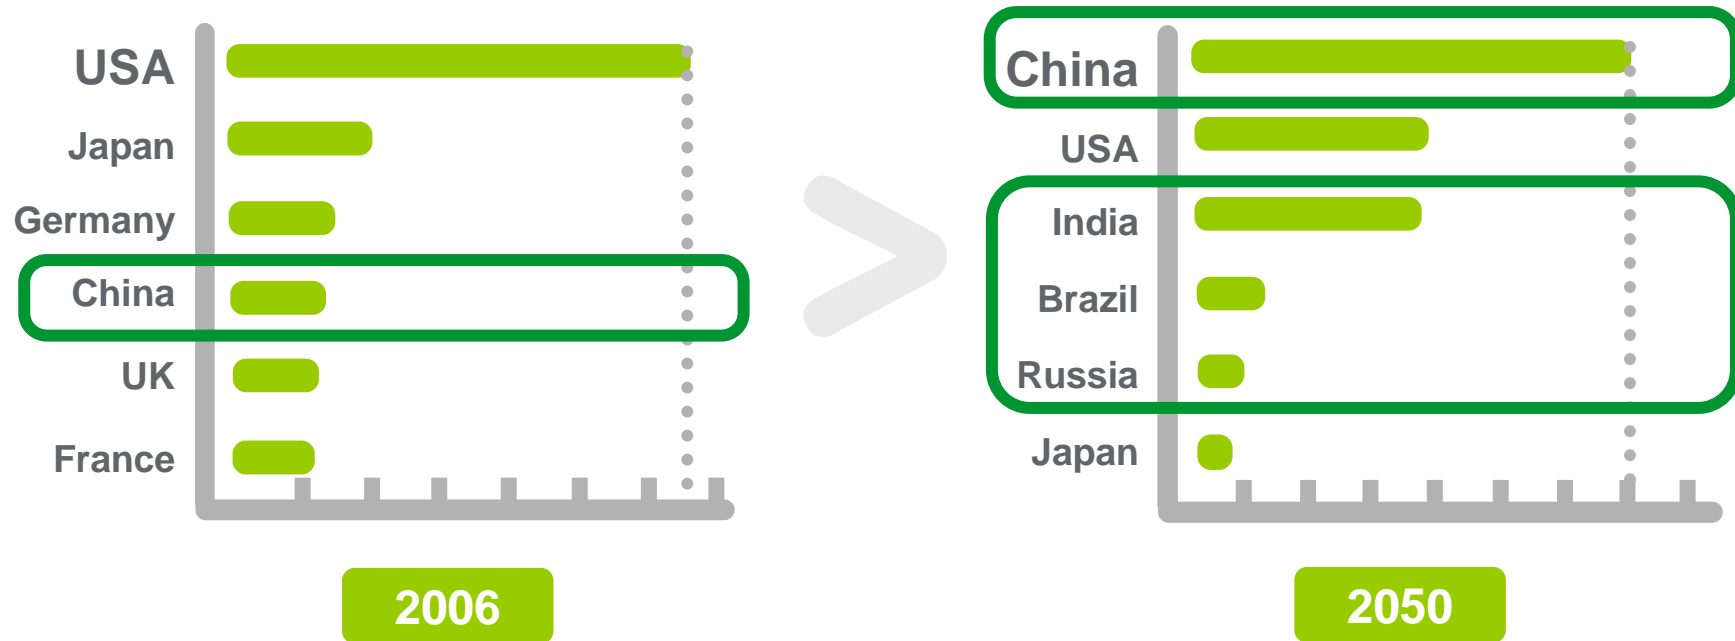 USA
Japan
Germany
China
UK
France
2006
China
USA
India
Brazil
Russia
Japan
2050